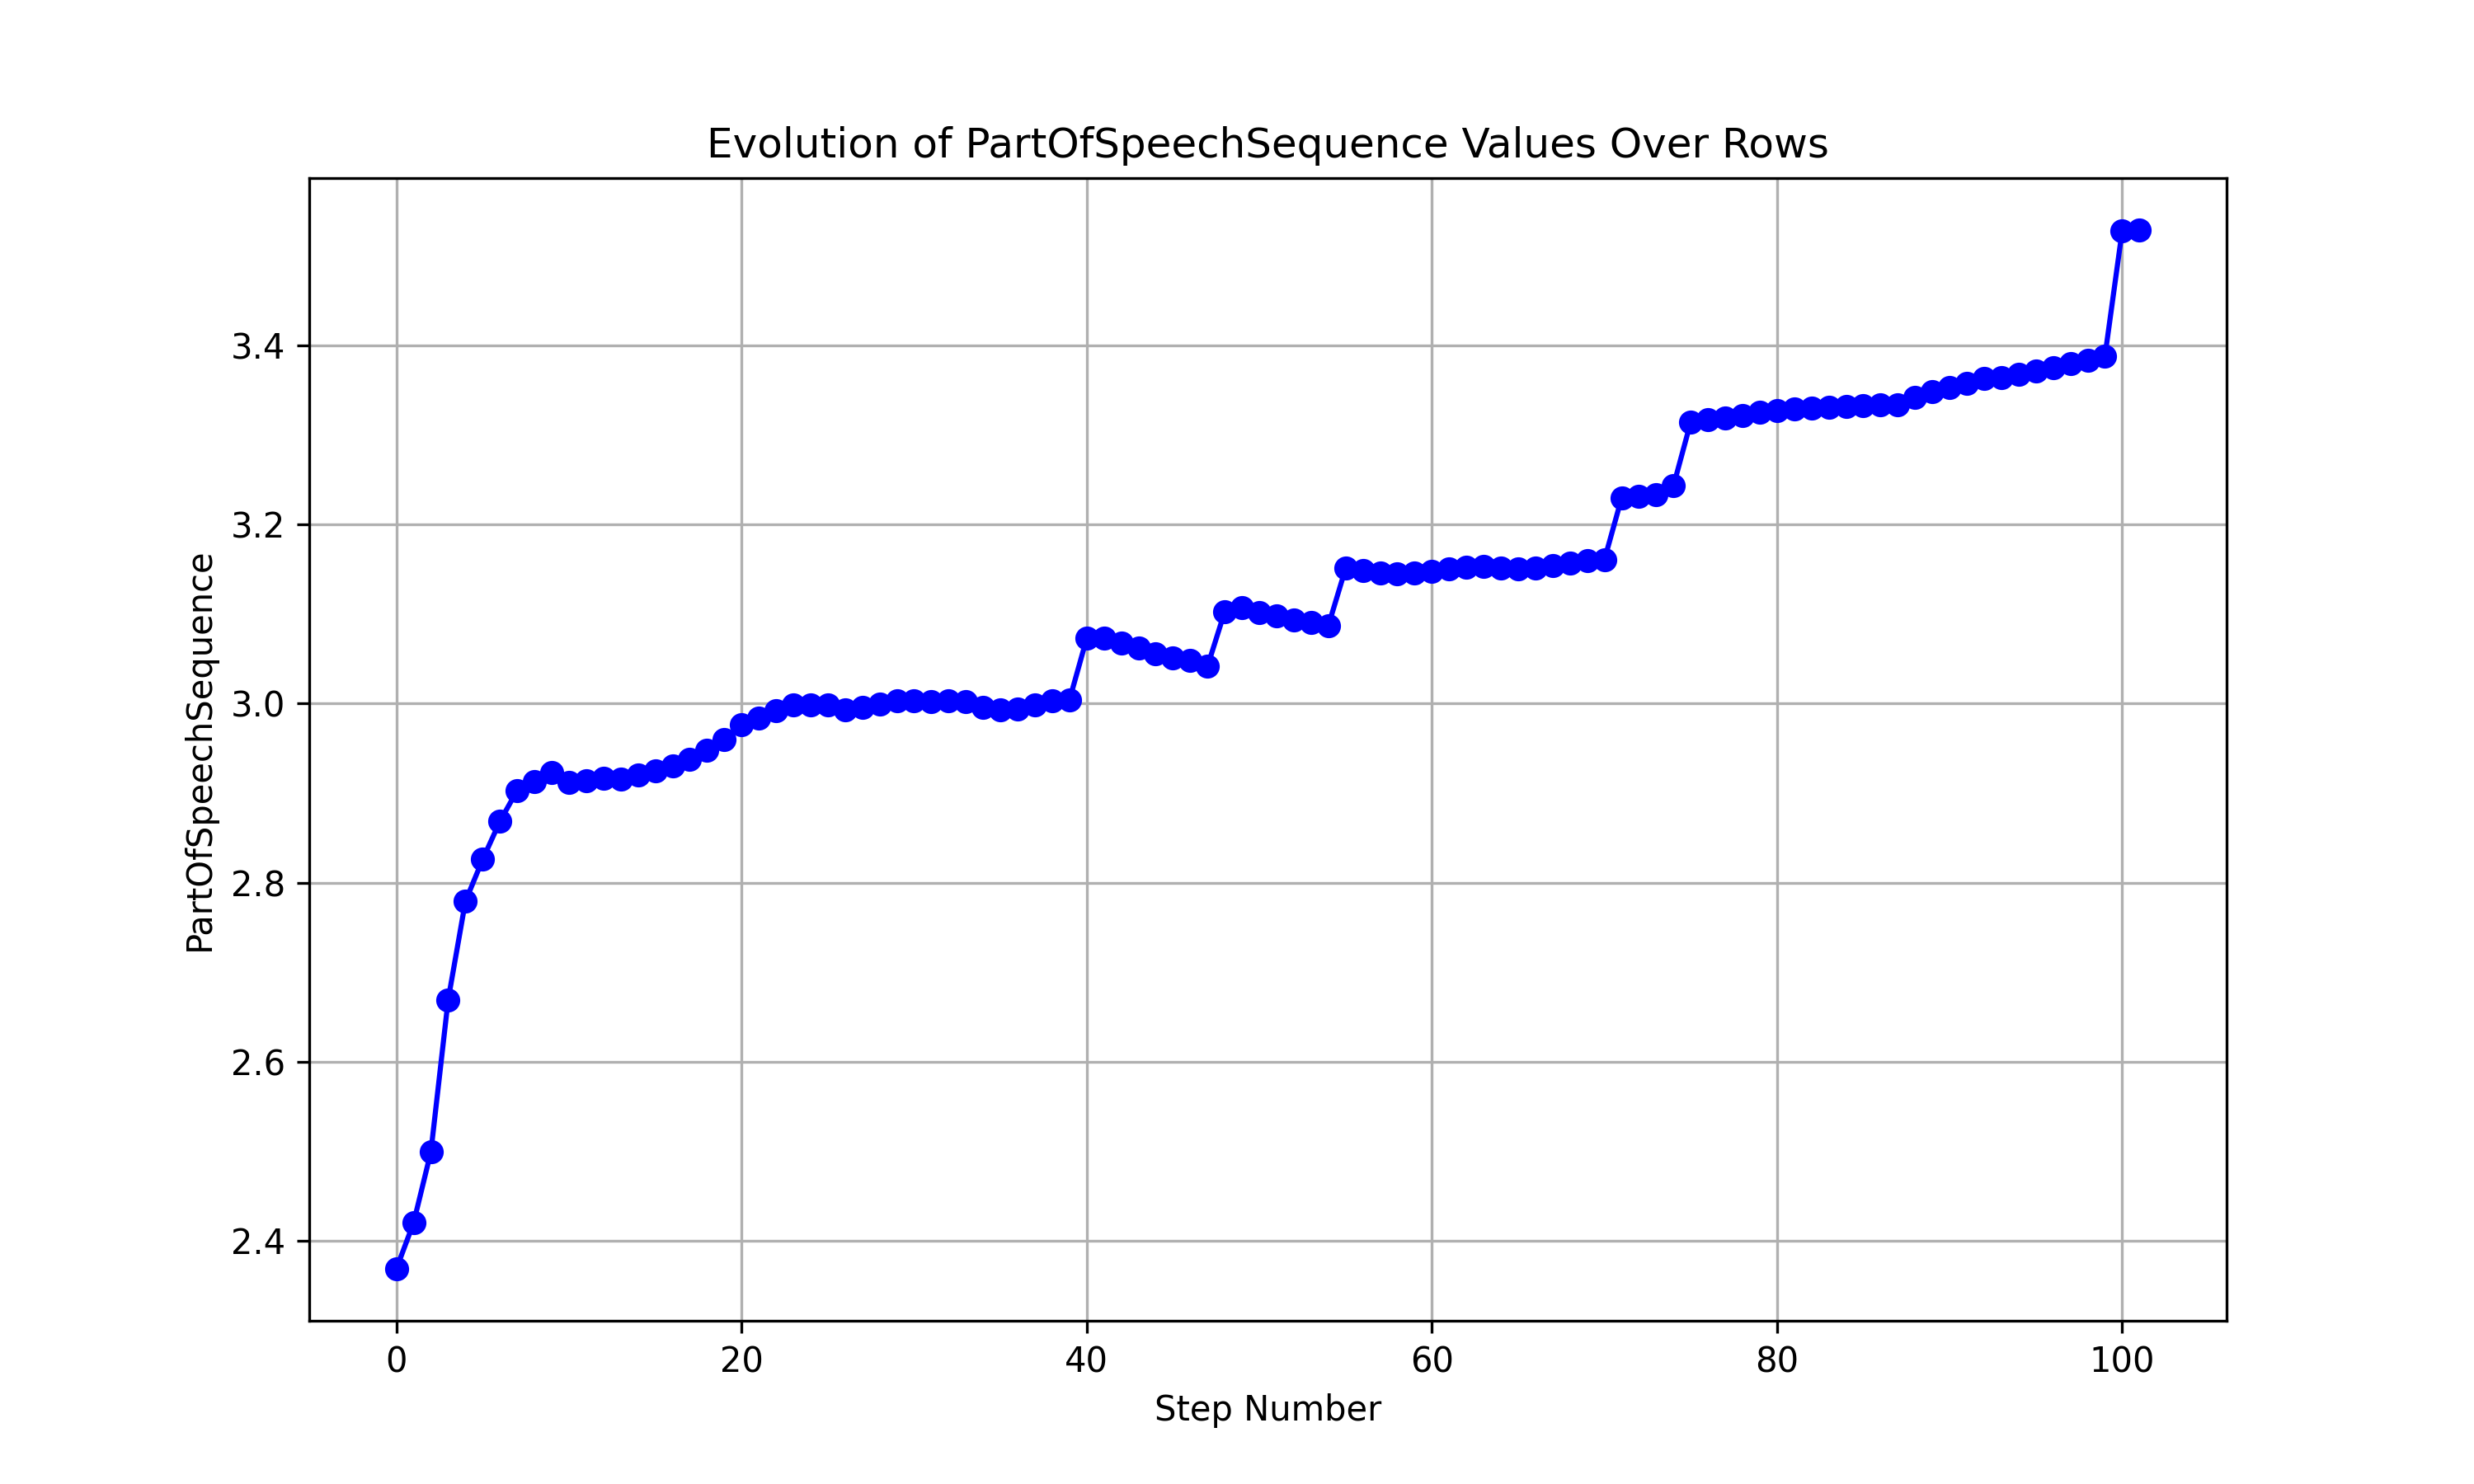 Evolution of PartOfSpeechSequence Values Over Rows
PartOfSpeechSequence
3.4
3.2
3.0
2.8
2.6
2.4
0 20 40 60 80 100
Step Number